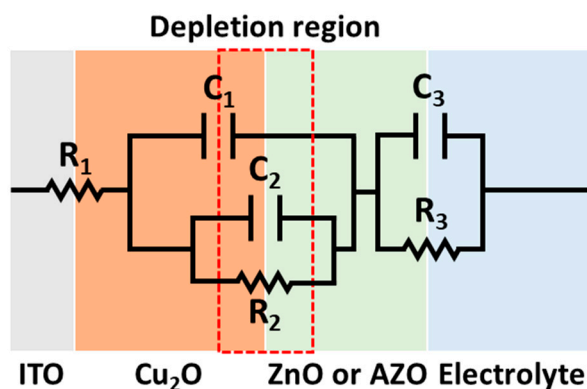 Depletion region
C₁
C₃
R₁
C₂
R₃
R₂
ITO
Cu₂O
ZnO or AZO
Electrolyte